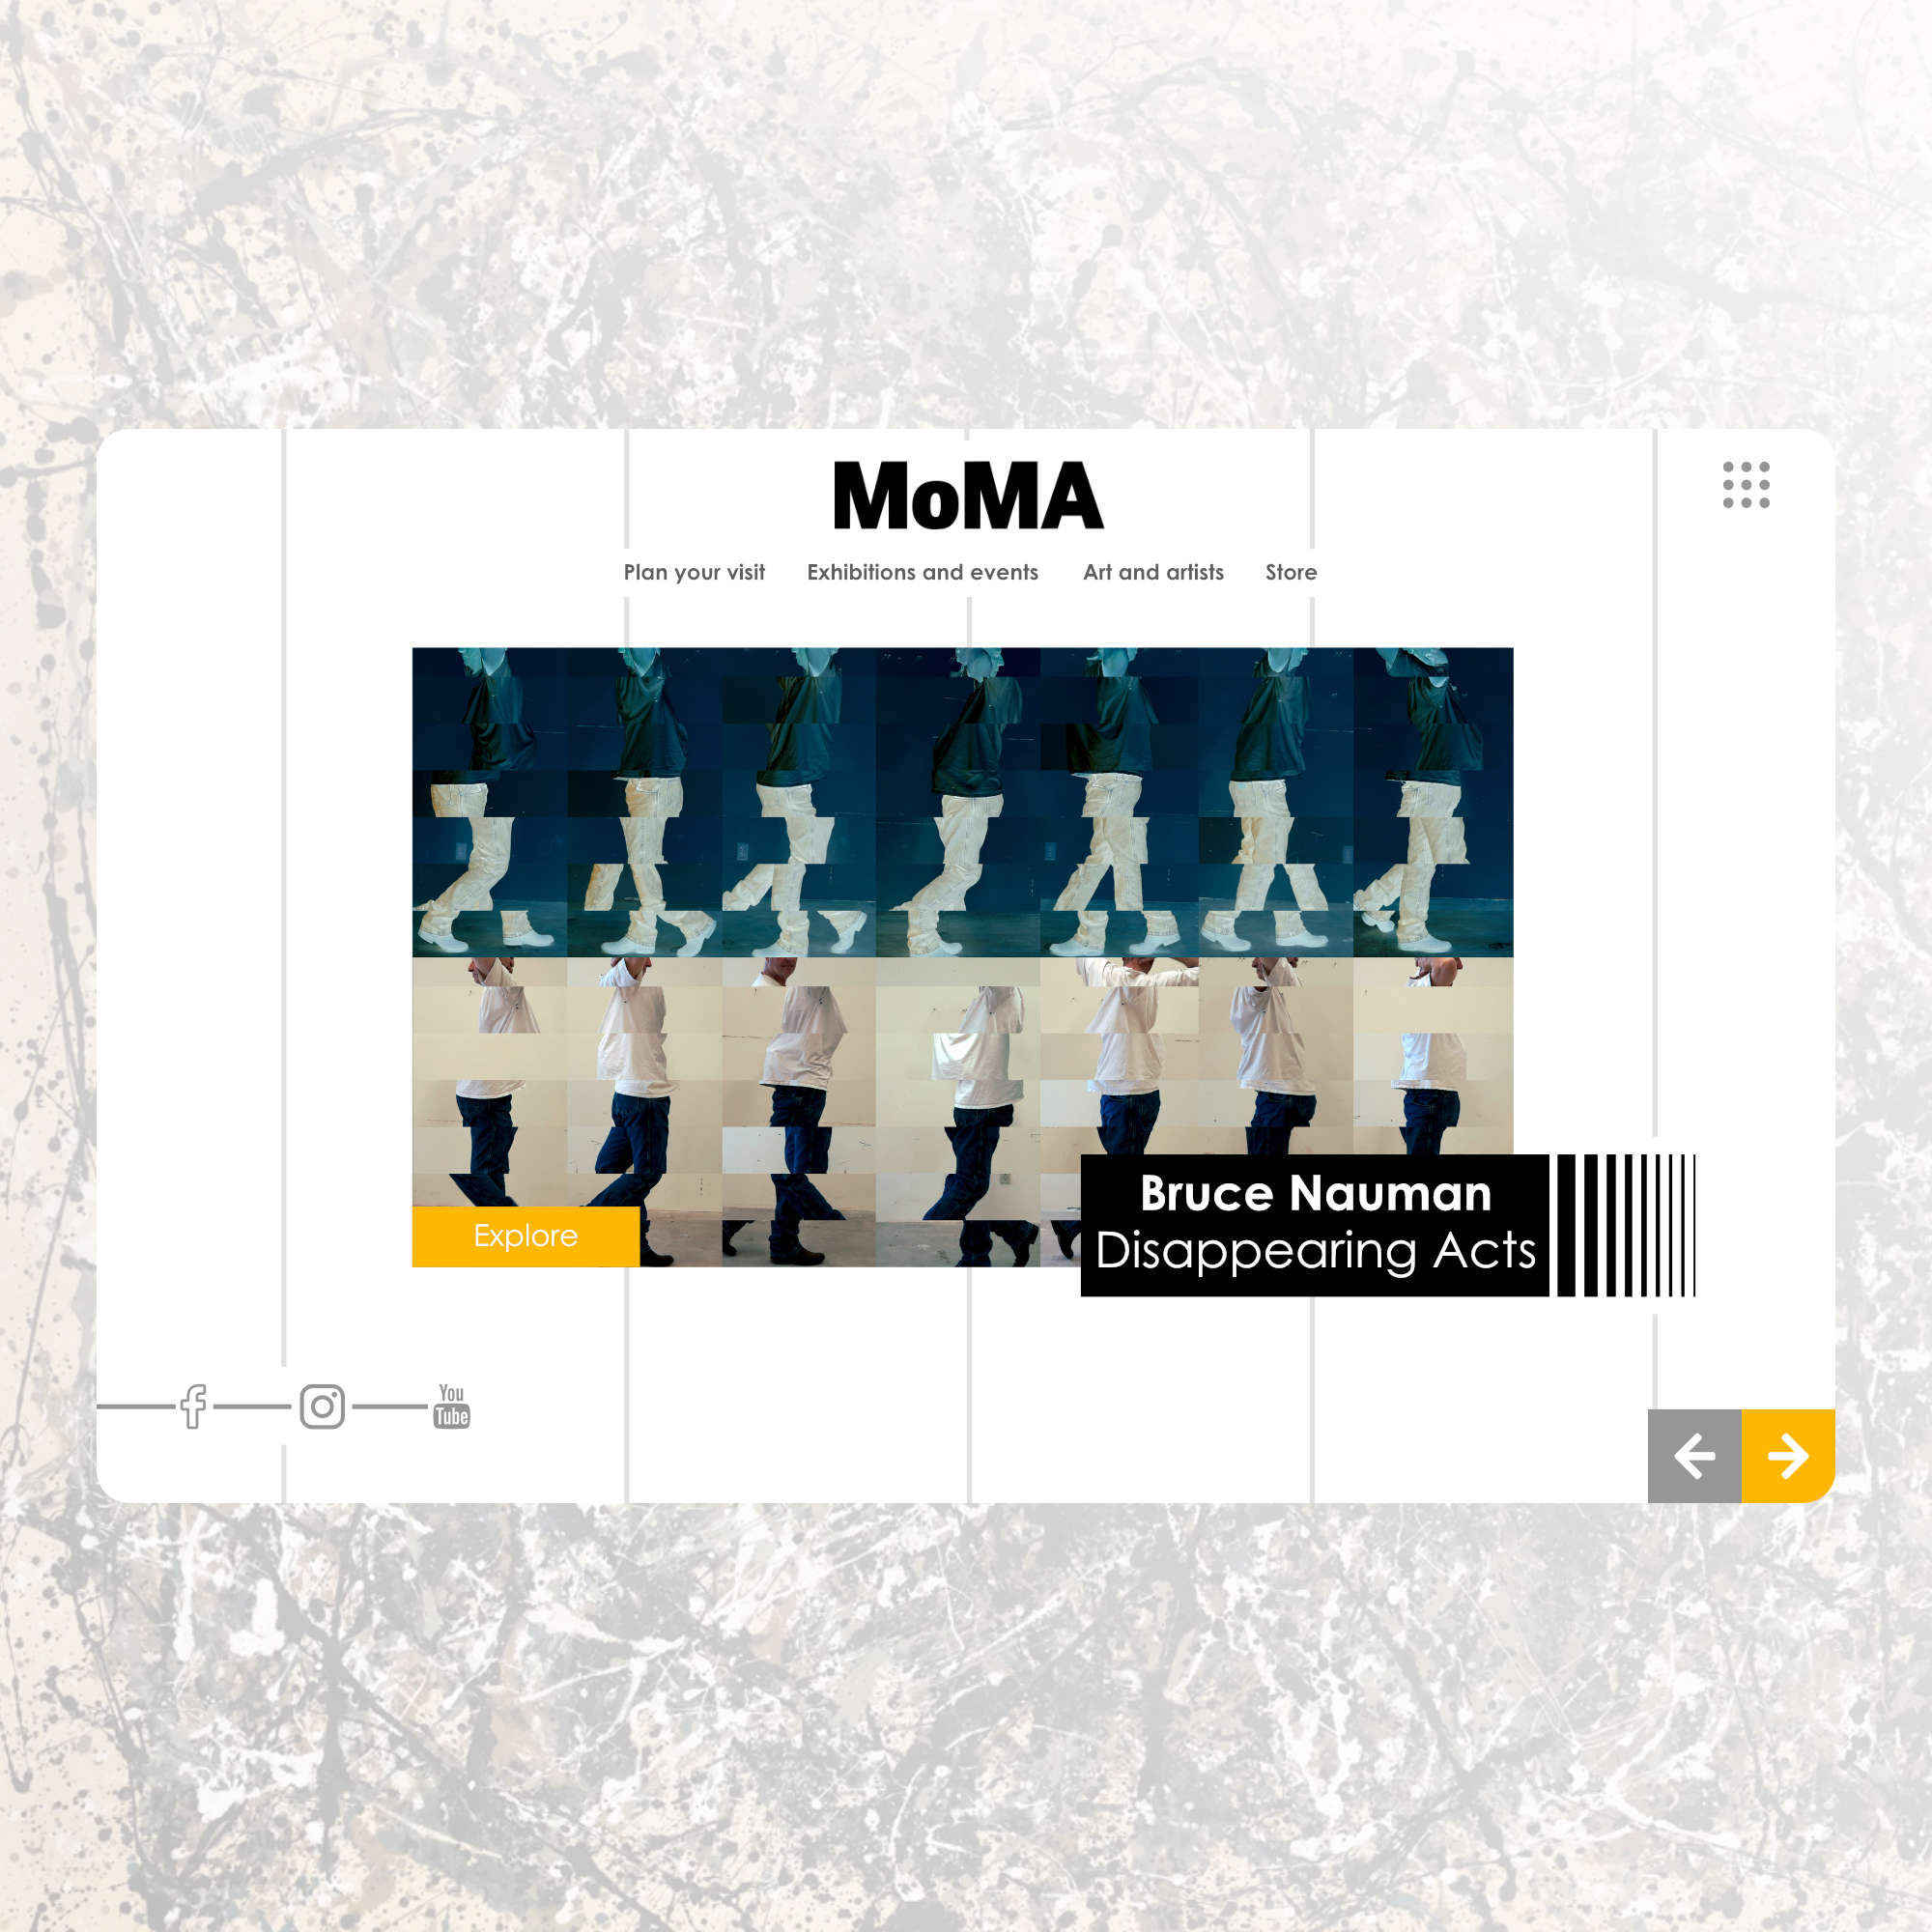 MoMA
Plan your visit Exhibitions and events Art and artists Store
Explore
Bruce Nauman
Disappearing Acts
You
Tube